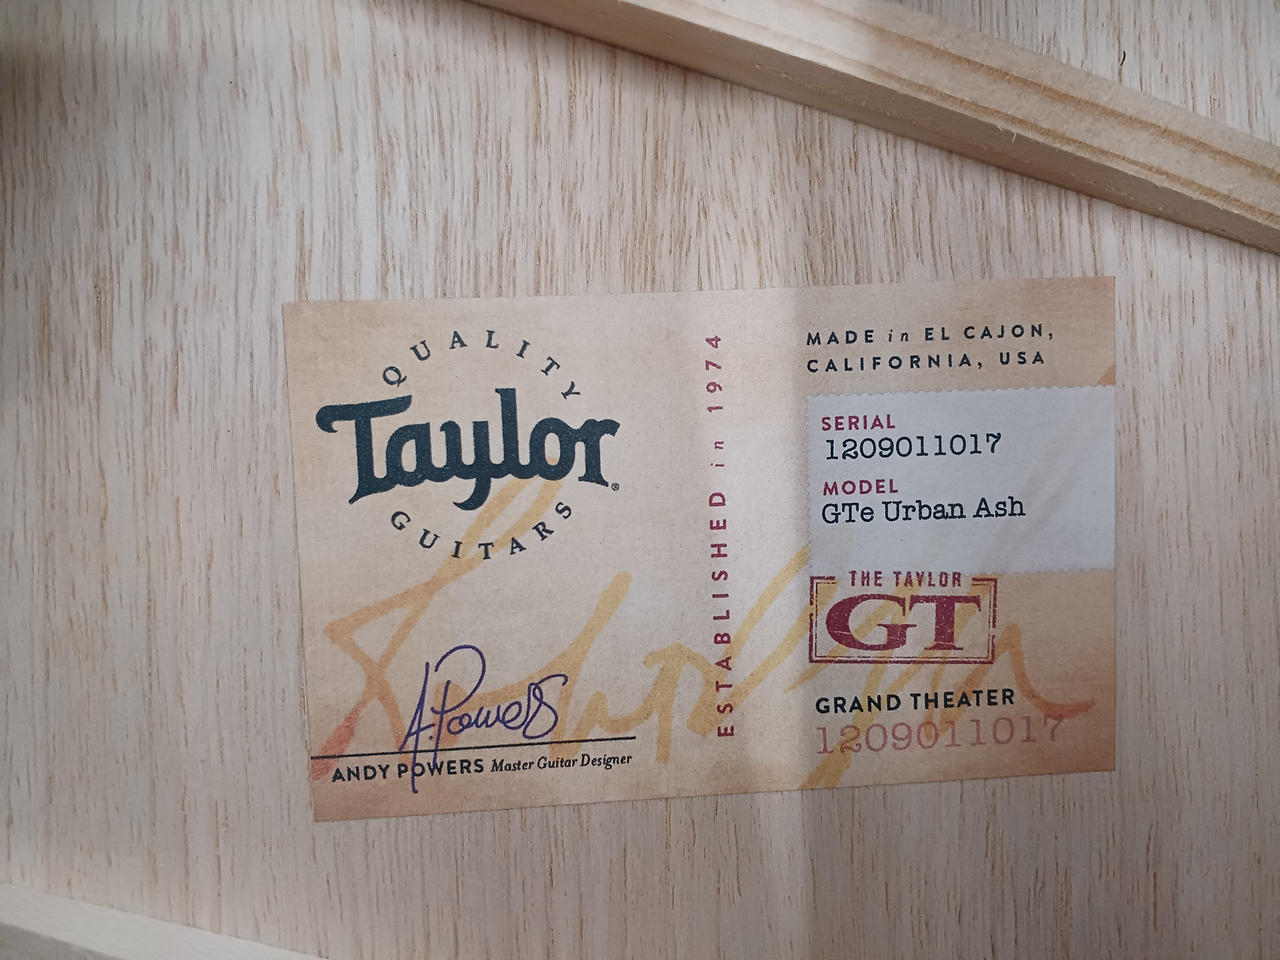 QUALITY
Taylor®
GUITARS
A. Powers
ANDY POWERS Master Guitar Designer
ESTABLISHED in 1974
MADE in EL CAJON,
CALIFORNIA, USA
SERIAL
1209011017
MODEL
GTe Urban Ash
THE TAYLOR
GT
GRAND THEATER
1209011017